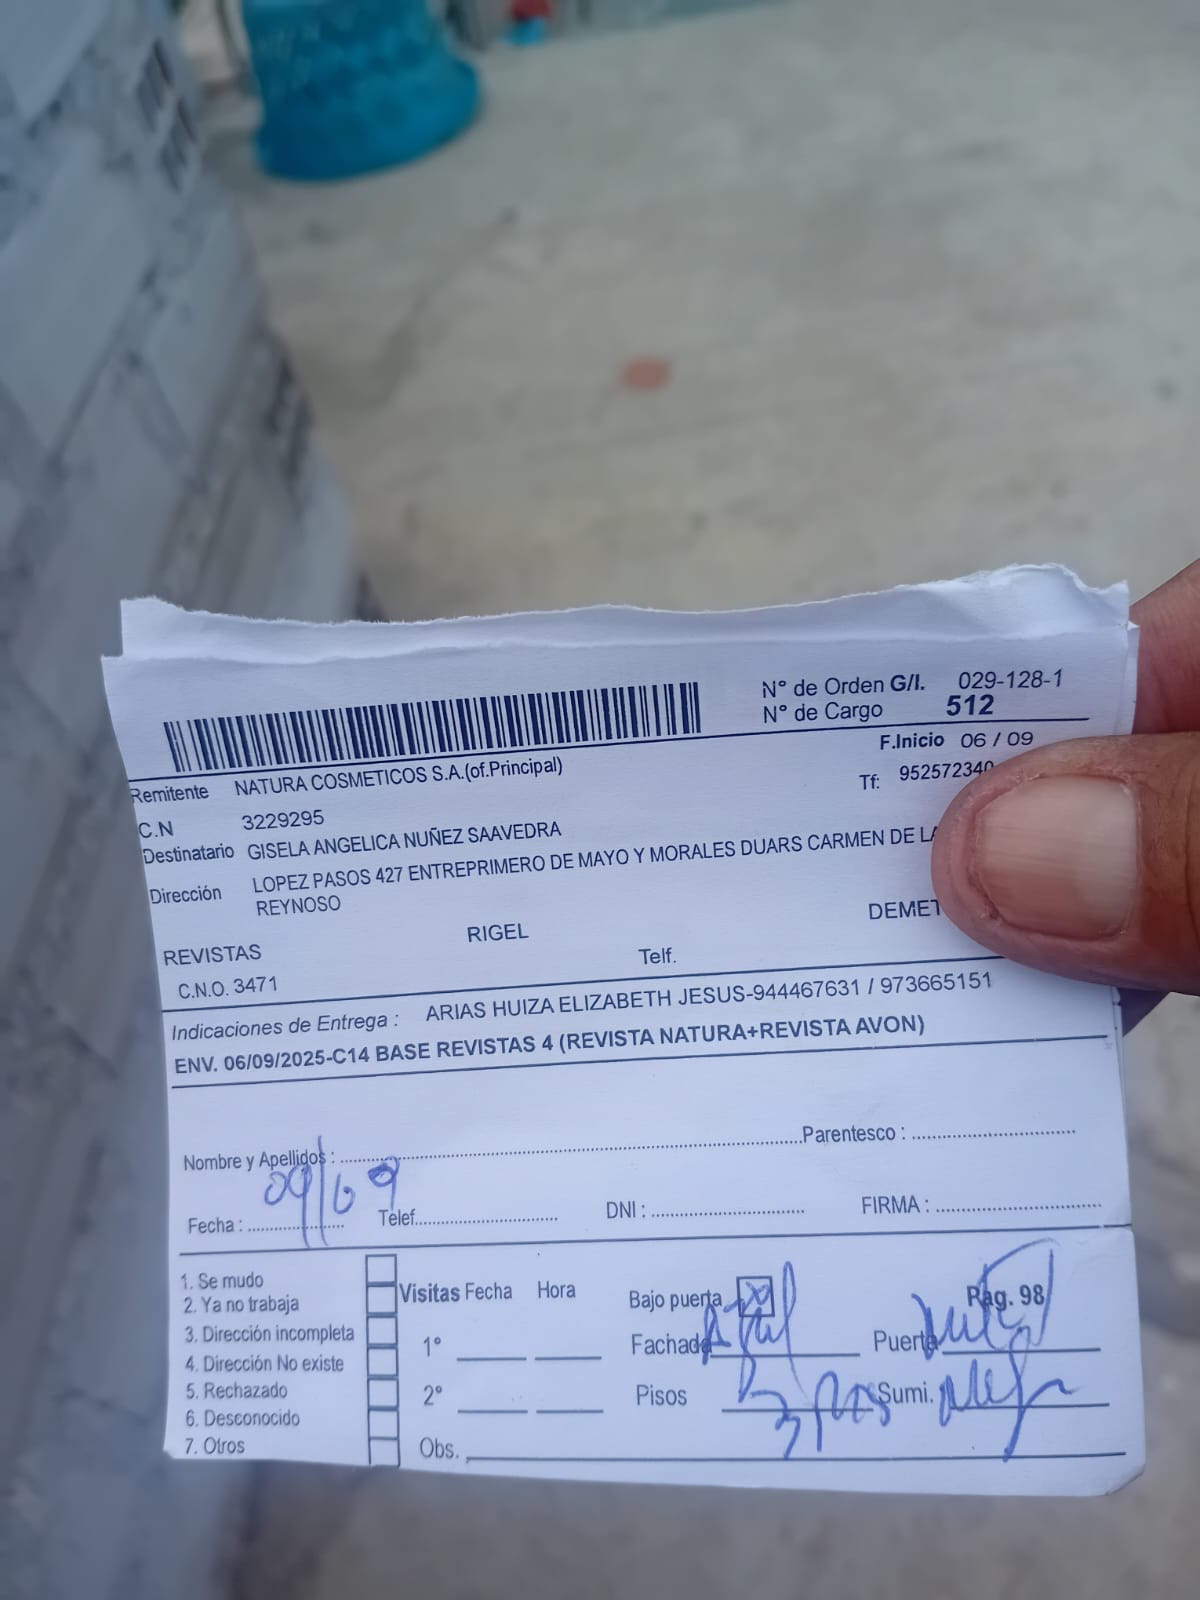 N° de Orden G/I. 029-128-1
N° de Cargo 512
F.Inicio 06 / 09
Remitente NATURA COSMETICOS S.A.(of.Principal)
Tf: 952572340
C.N 3229295
Destinatario GISELA ANGELICA NUÑEZ SAAVEDRA
Dirección LOPEZ PASOS 427 ENTREPRIMERO DE MAYO Y MORALES DUARS CARMEN DE LA
REYNOSO
REVISTAS RIGEL
C.N.O. 3471 Telf.
Indicaciones de Entrega : ARIAS HUIZA ELIZABETH JESUS-944467631 / 973665151
ENV. 06/09/2025-C14 BASE REVISTAS 4 (REVISTA NATURA+REVISTA AVON)
Nombre y Apellidos : Parentesco :
Fecha : 09/09 Telef. DNI : FIRMA :
1. Se mudo
2. Ya no trabaja
3. Dirección incompleta
4. Dirección No existe
5. Rechazado
6. Desconocido
7. Otros
Visitas Fecha Hora
1°
2°
Obs.
Bajo puerta Pág. 98
Fachada Puerta
Pisos 3 Sumi.